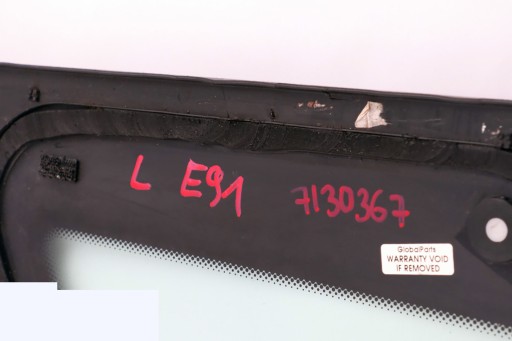 L E91 7130367
GlobalParts
WARRANTY VOID
IF REMOVED